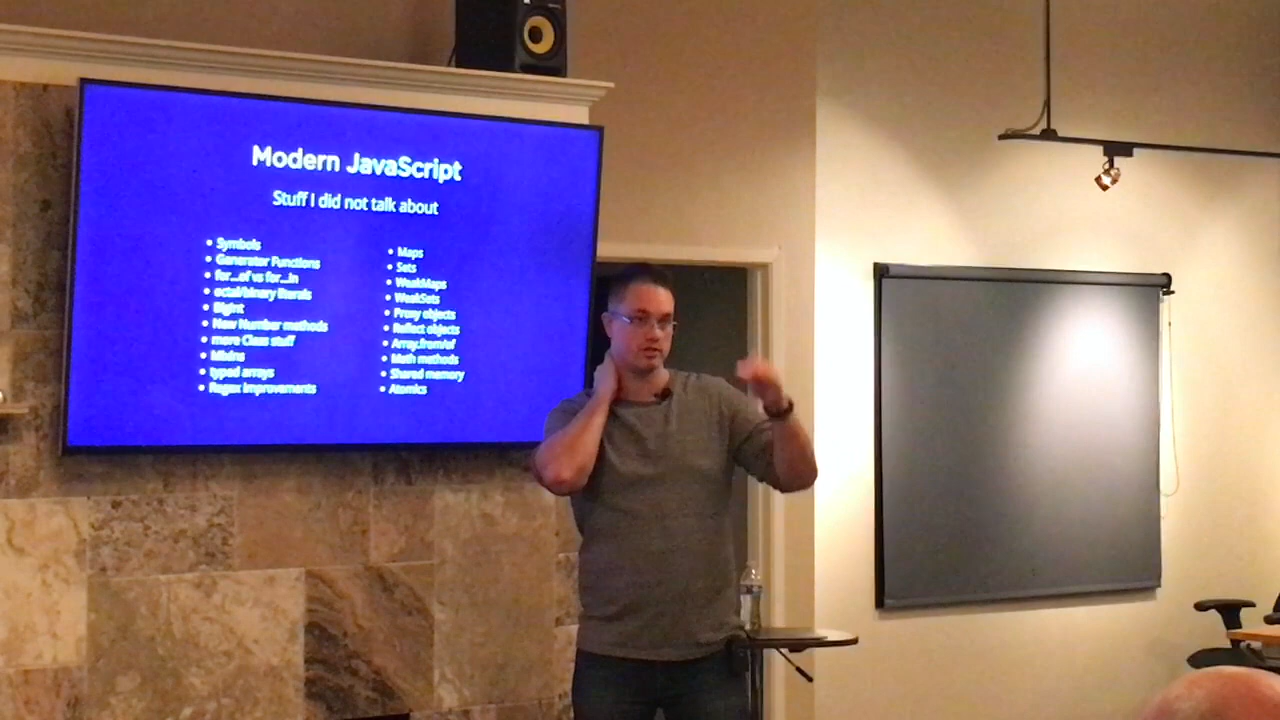 Modern JavaScript
Stuff I did not talk about
• Symbols
• Generator Functions
• for...of vs for...in
• octal/binary literals
• BigInt
• New Number methods
• more Class stuff
• Mixins
• typed arrays
• Regex Improvements
• Maps
• Sets
• WeakMaps
• WeakSets
• Proxy objects
• Reflect objects
• Array.from/of
• Math methods
• Shared memory
• Atomics